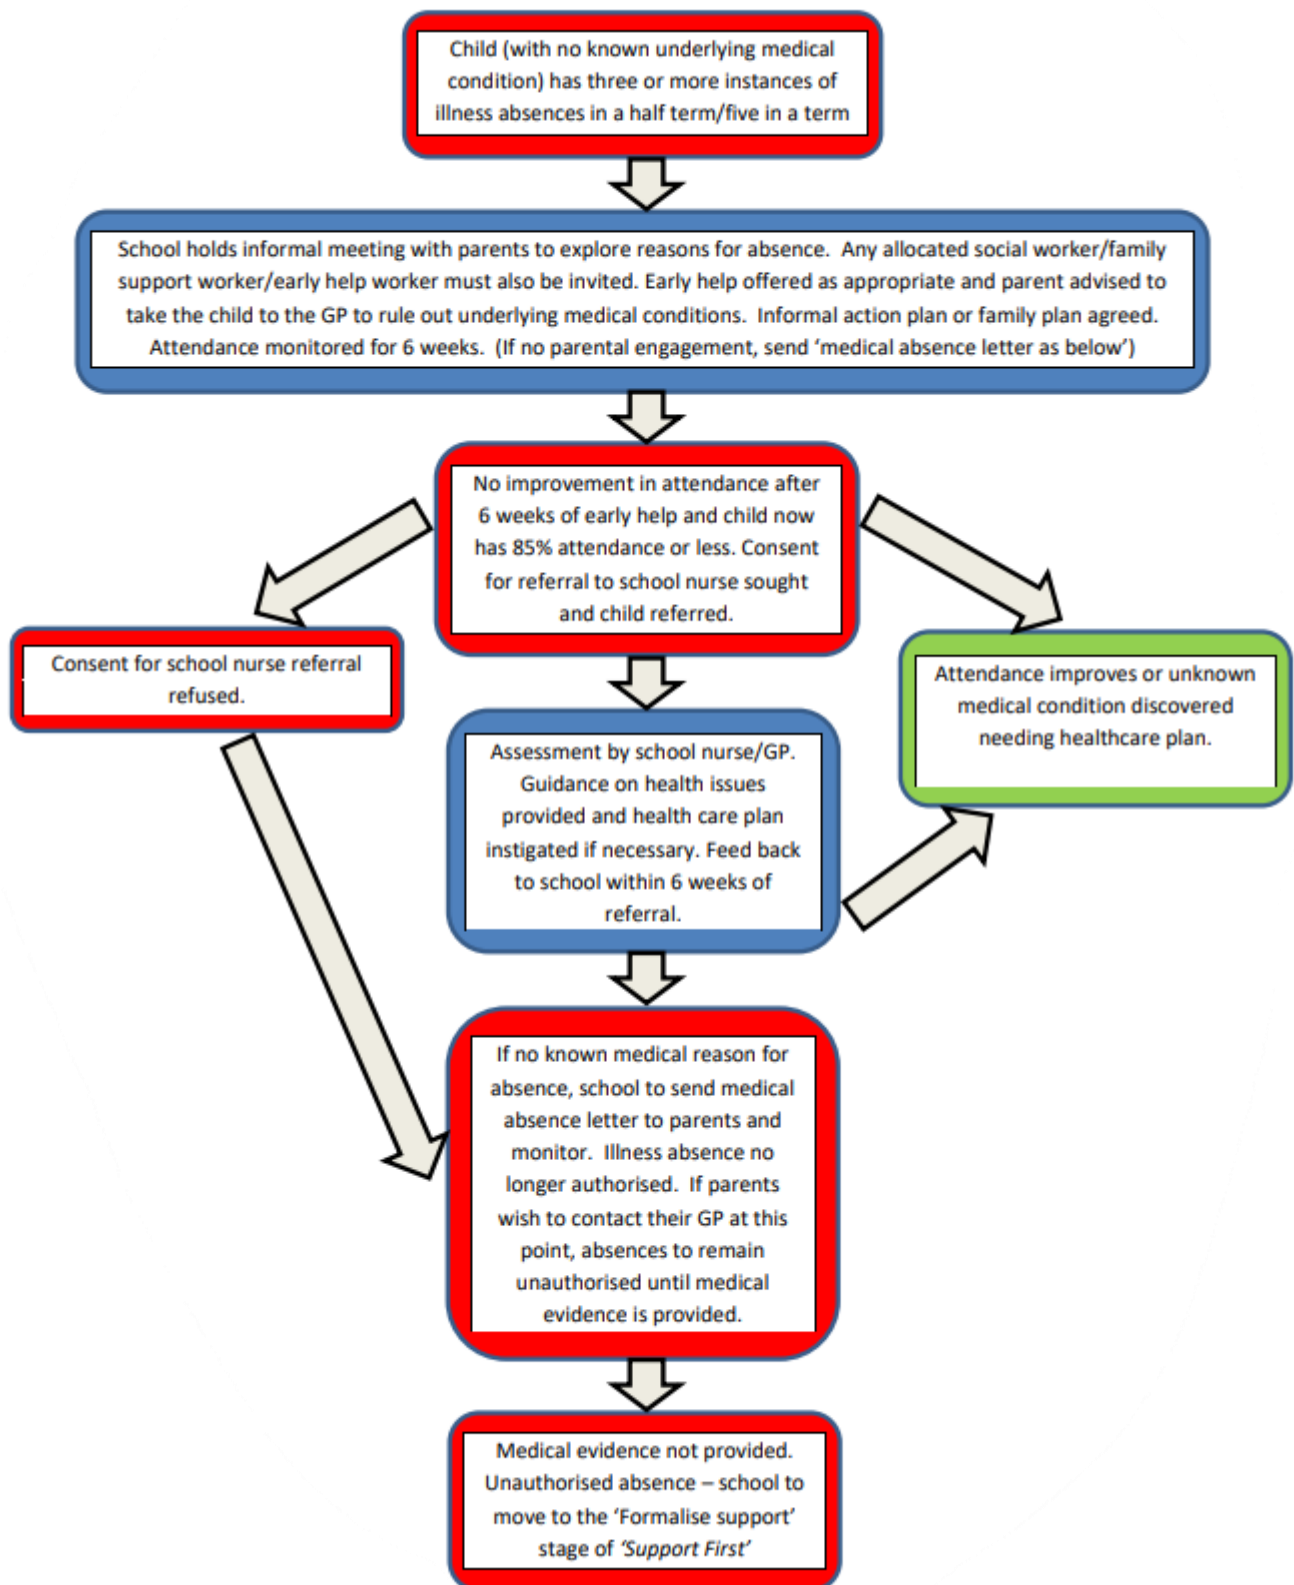 Child (with no known underlying medical
condition) has three or more instances of
illness absences in a half term/five in a term
School holds informal meeting with parents to explore reasons for absence.  Any allocated social worker/family
support worker/early help worker must also be invited. Early help offered as appropriate and parent advised to
take the child to the GP to rule out underlying medical conditions.  Informal action plan or family plan agreed.
Attendance monitored for 6 weeks.  (If no parental engagement, send ‘medical absence letter as below’)
No improvement in attendance after
6 weeks of early help and child now
has 85% attendance or less. Consent
for referral to school nurse sought
and child referred.
Consent for school nurse referral
refused.
Attendance improves or unknown
medical condition discovered
needing healthcare plan.
Assessment by school nurse/GP.
Guidance on health issues
provided and health care plan
instigated if necessary. Feed back
to school within 6 weeks of
referral.
If no known medical reason for
absence, school to send medical
absence letter to parents and
monitor.  Illness absence no
longer authorised.  If parents
wish to contact their GP at this
point, absences to remain
unauthorised until medical
evidence is provided.
Medical evidence not provided.
Unauthorised absence – school to
move to the ‘Formalise support’
stage of ‘Support First’